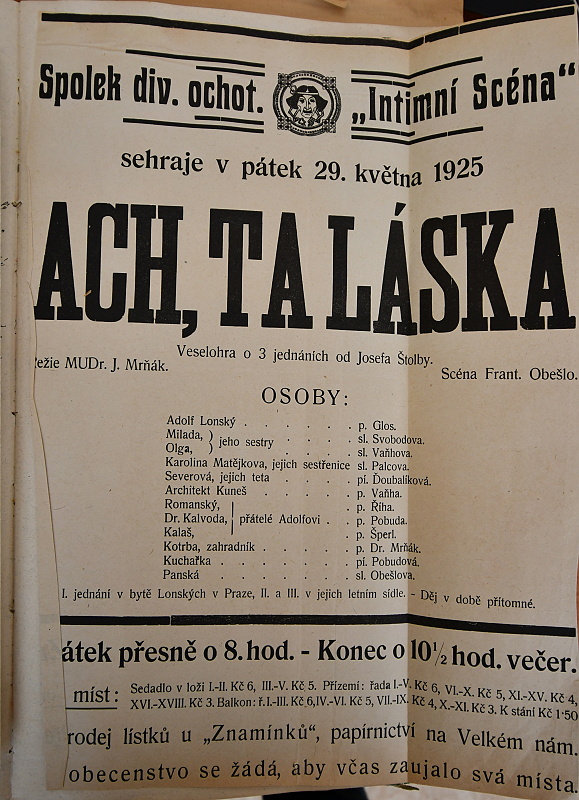 Spolek div. ochot. „Intimní Scéna“
sehraje v pátek 29. května 1925
ACH, TA LÁSKA
Veselohra o 3 jednáních od Josefa Štolby.
ežie MUDr. J. Mrňák.
Scéna Frant. Obešlo.
OSOBY:
Adolf Lonský . . . . . . . p. Glos.
Milada, } jeho sestry . . . . sl. Svobodova.
Olga, sl. Vaňhova.
Karolina Matějkova, jejich sestřenice sl. Palcova.
Severová, jejich teta . . . . . pí. Ďoubalíková.
Architekt Kuneš . . . . . . p. Vaňha.
Romanský, p. Říha.
Dr. Kalvoda, | přátelé Adolfovi . . p. Pobuda.
Kalaš, p. Šperl.
Kotrba, zahradník . . . . . p. Dr. Mrňák.
Kuchařka . . . . . . . pí. Pobudová.
Panská . . . . . . . . sl. Obešlova.
I. jednání v bytě Lonských v Praze, II. a III. v jejich letním sídle. - Děj v době přítomné.
átek přesně o 8. hod. - Konec o 10½ hod. večer.
míst: Sedadlo v loži I.-II. Kč 6, III.-V. Kč 5. Přízemí: řada I.-V. Kč 6, VI.-X. Kč 5, XI.-XV. Kč 4,
XVI.-XVIII. Kč 3. Balkon: ř. I.-III. Kč 6, IV.-VI. Kč 5, VII.-IX. Kč 4, X.-XI. Kč 3. K stání Kč 1·50
rodej lístků u „Znamínků“, papírnictví na Velkém nám.
obecenstvo se žádá, aby včas zaujalo svá místa.